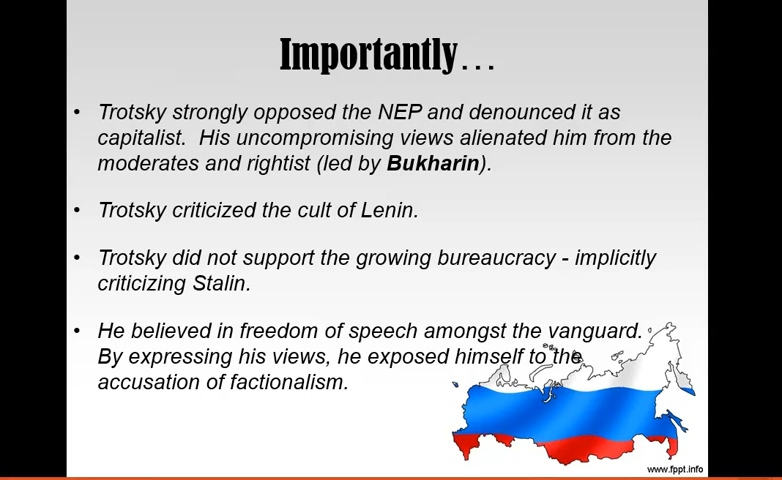 Importantly...
• Trotsky strongly opposed the NEP and denounced it as
capitalist. His uncompromising views alienated him from the
moderates and rightist (led by Bukharin).
• Trotsky criticized the cult of Lenin.
• Trotsky did not support the growing bureaucracy - implicitly
criticizing Stalin.
• He believed in freedom of speech amongst the vanguard.
By expressing his views, he exposed himself to the
accusation of factionalism.
www.fppt.info